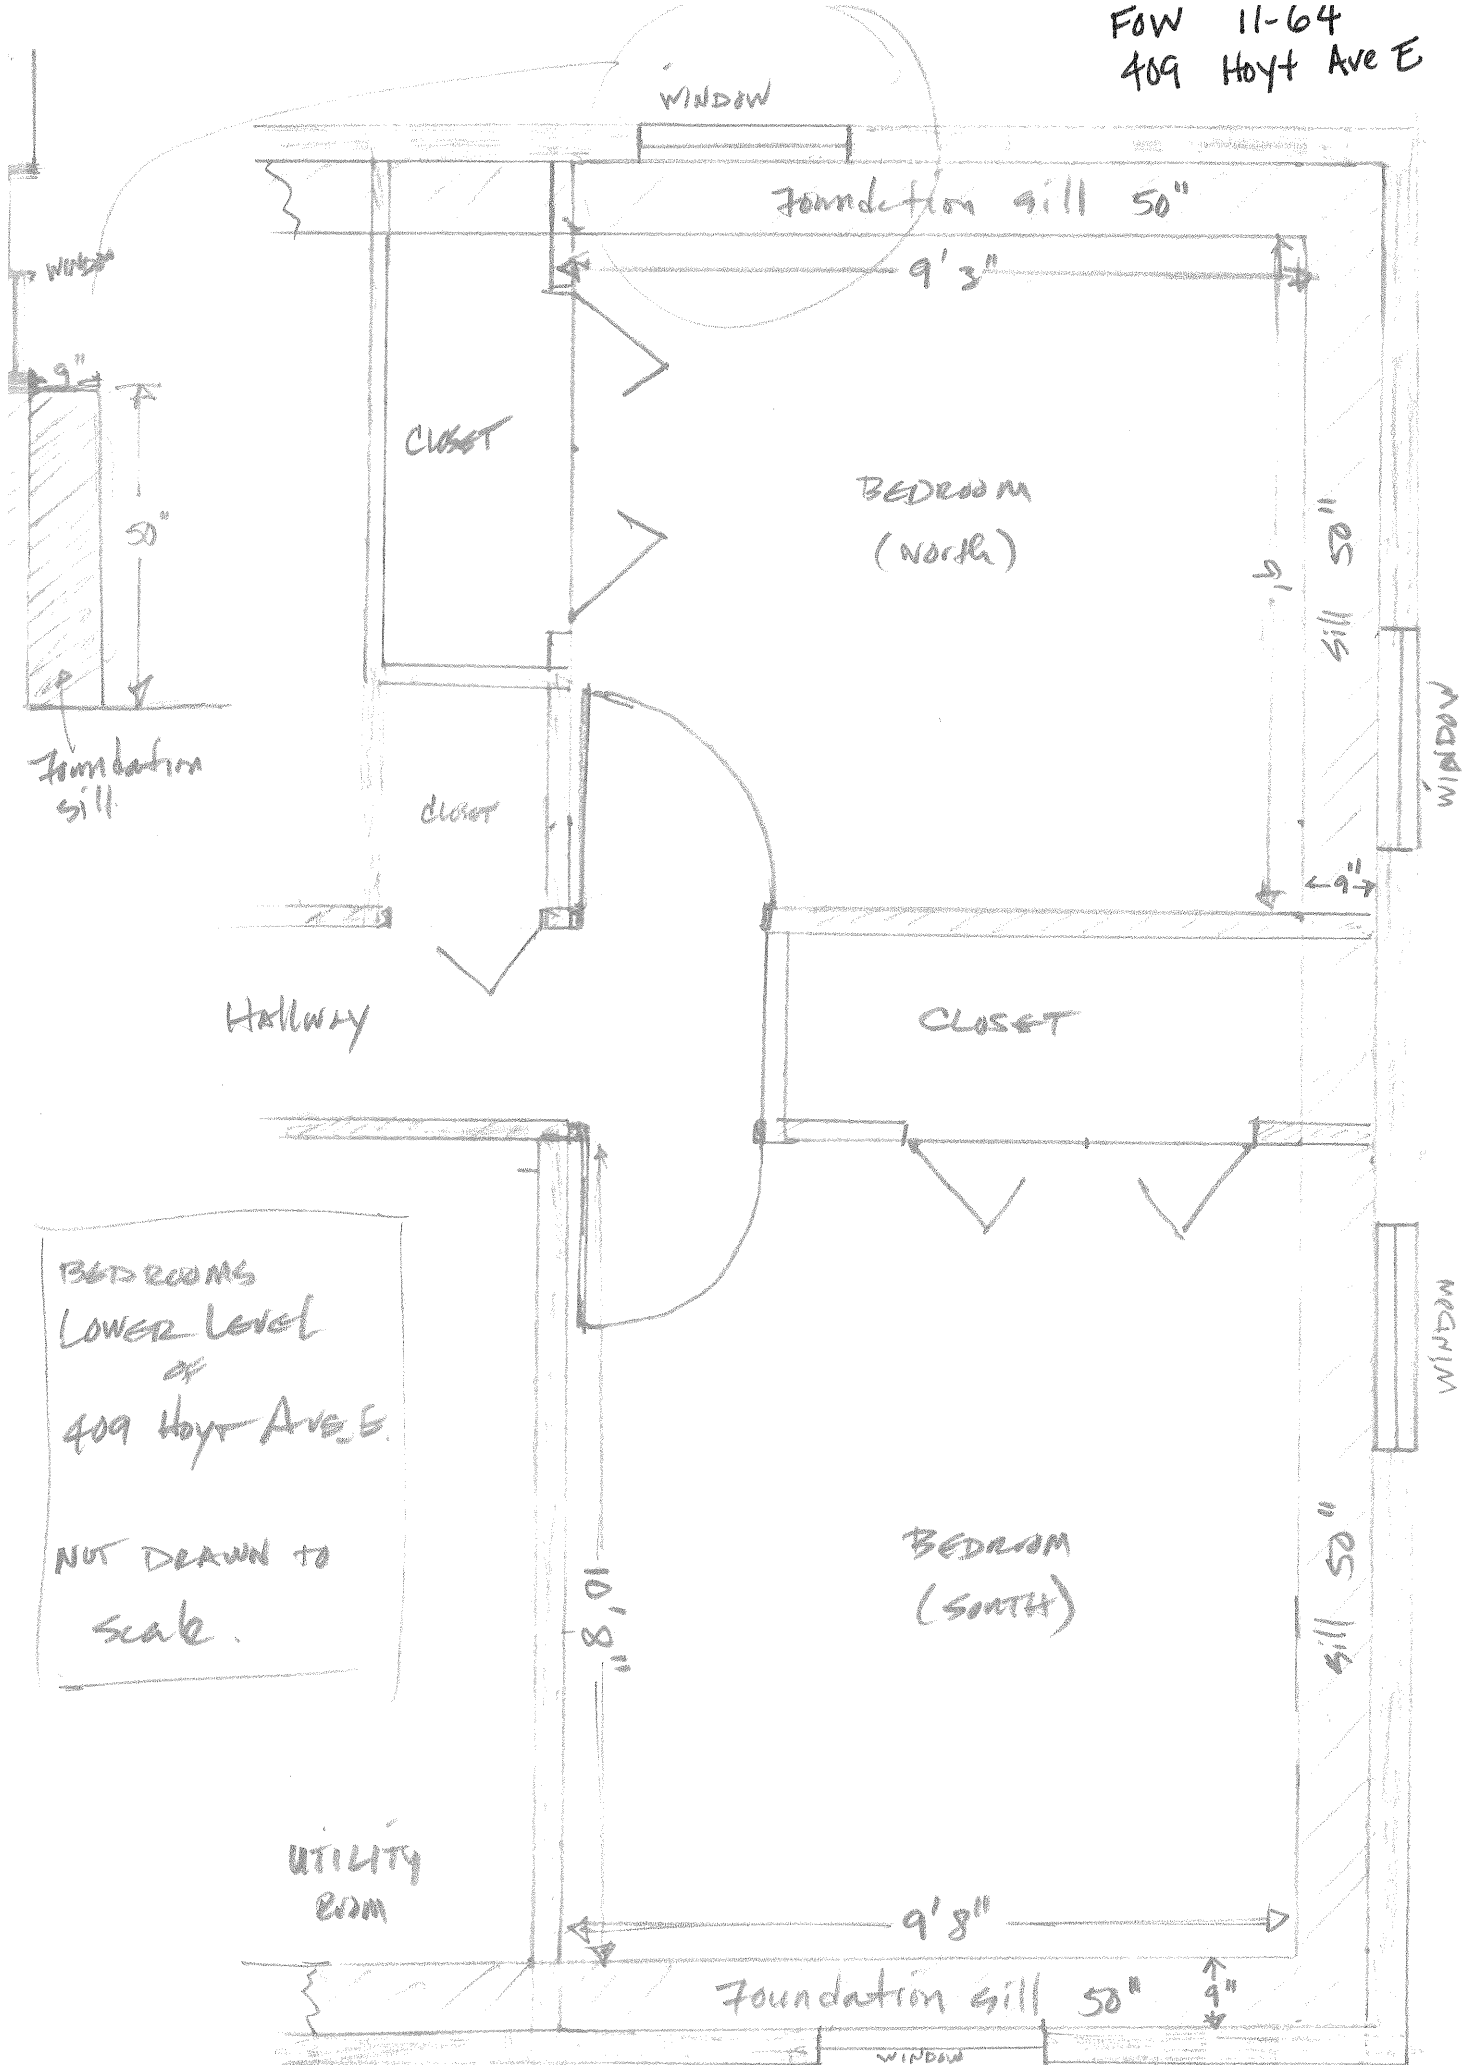 FOW 11-64
409 Hoyt Ave E
WINDOW
Foundation sill 50"
9' 3"
WINDOW
9"
50"
Foundation
sill
CLOSET
BEDROOM
(North)
9'
sill 50"
WINDOW
9"
CLOSET
Hallway
CLOSET
BEDROOMS
LOWER LEVEL
of
409 Hoyt Ave. E.
NOT DRAWN to
scale.
WINDOW
BEDROOM
(SOUTH)
10' 8"
sill 50"
UTILITY
Room
9' 8"
Foundation sill 50"
9"
WINDOW